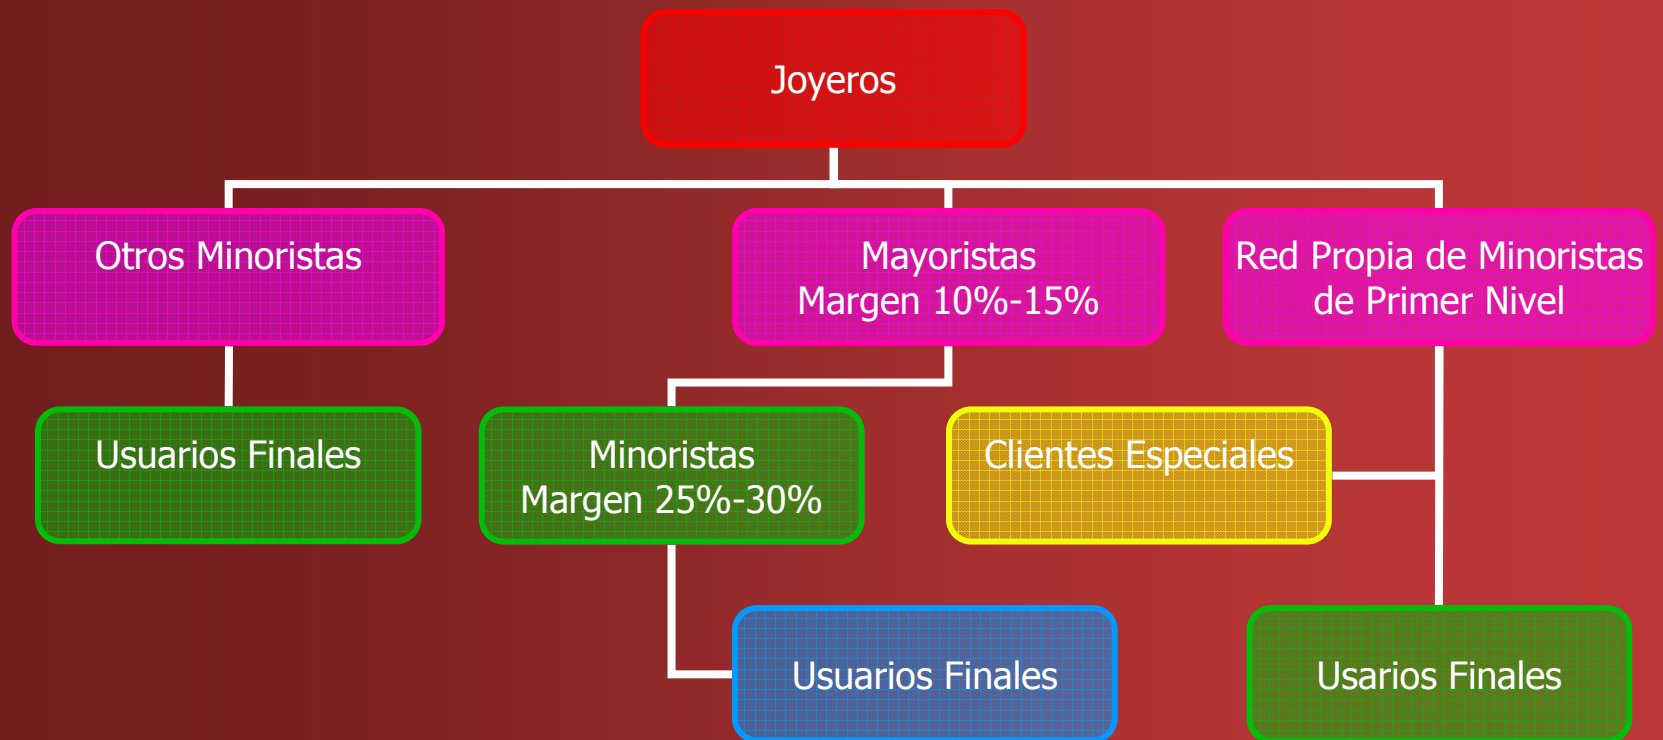 Joyeros
Otros Minoristas
Mayoristas
Margen 10%-15%
Red Propia de Minoristas
de Primer Nivel
Usuarios Finales
Minoristas
Margen 25%-30%
Clientes Especiales
Usuarios Finales
Usarios Finales